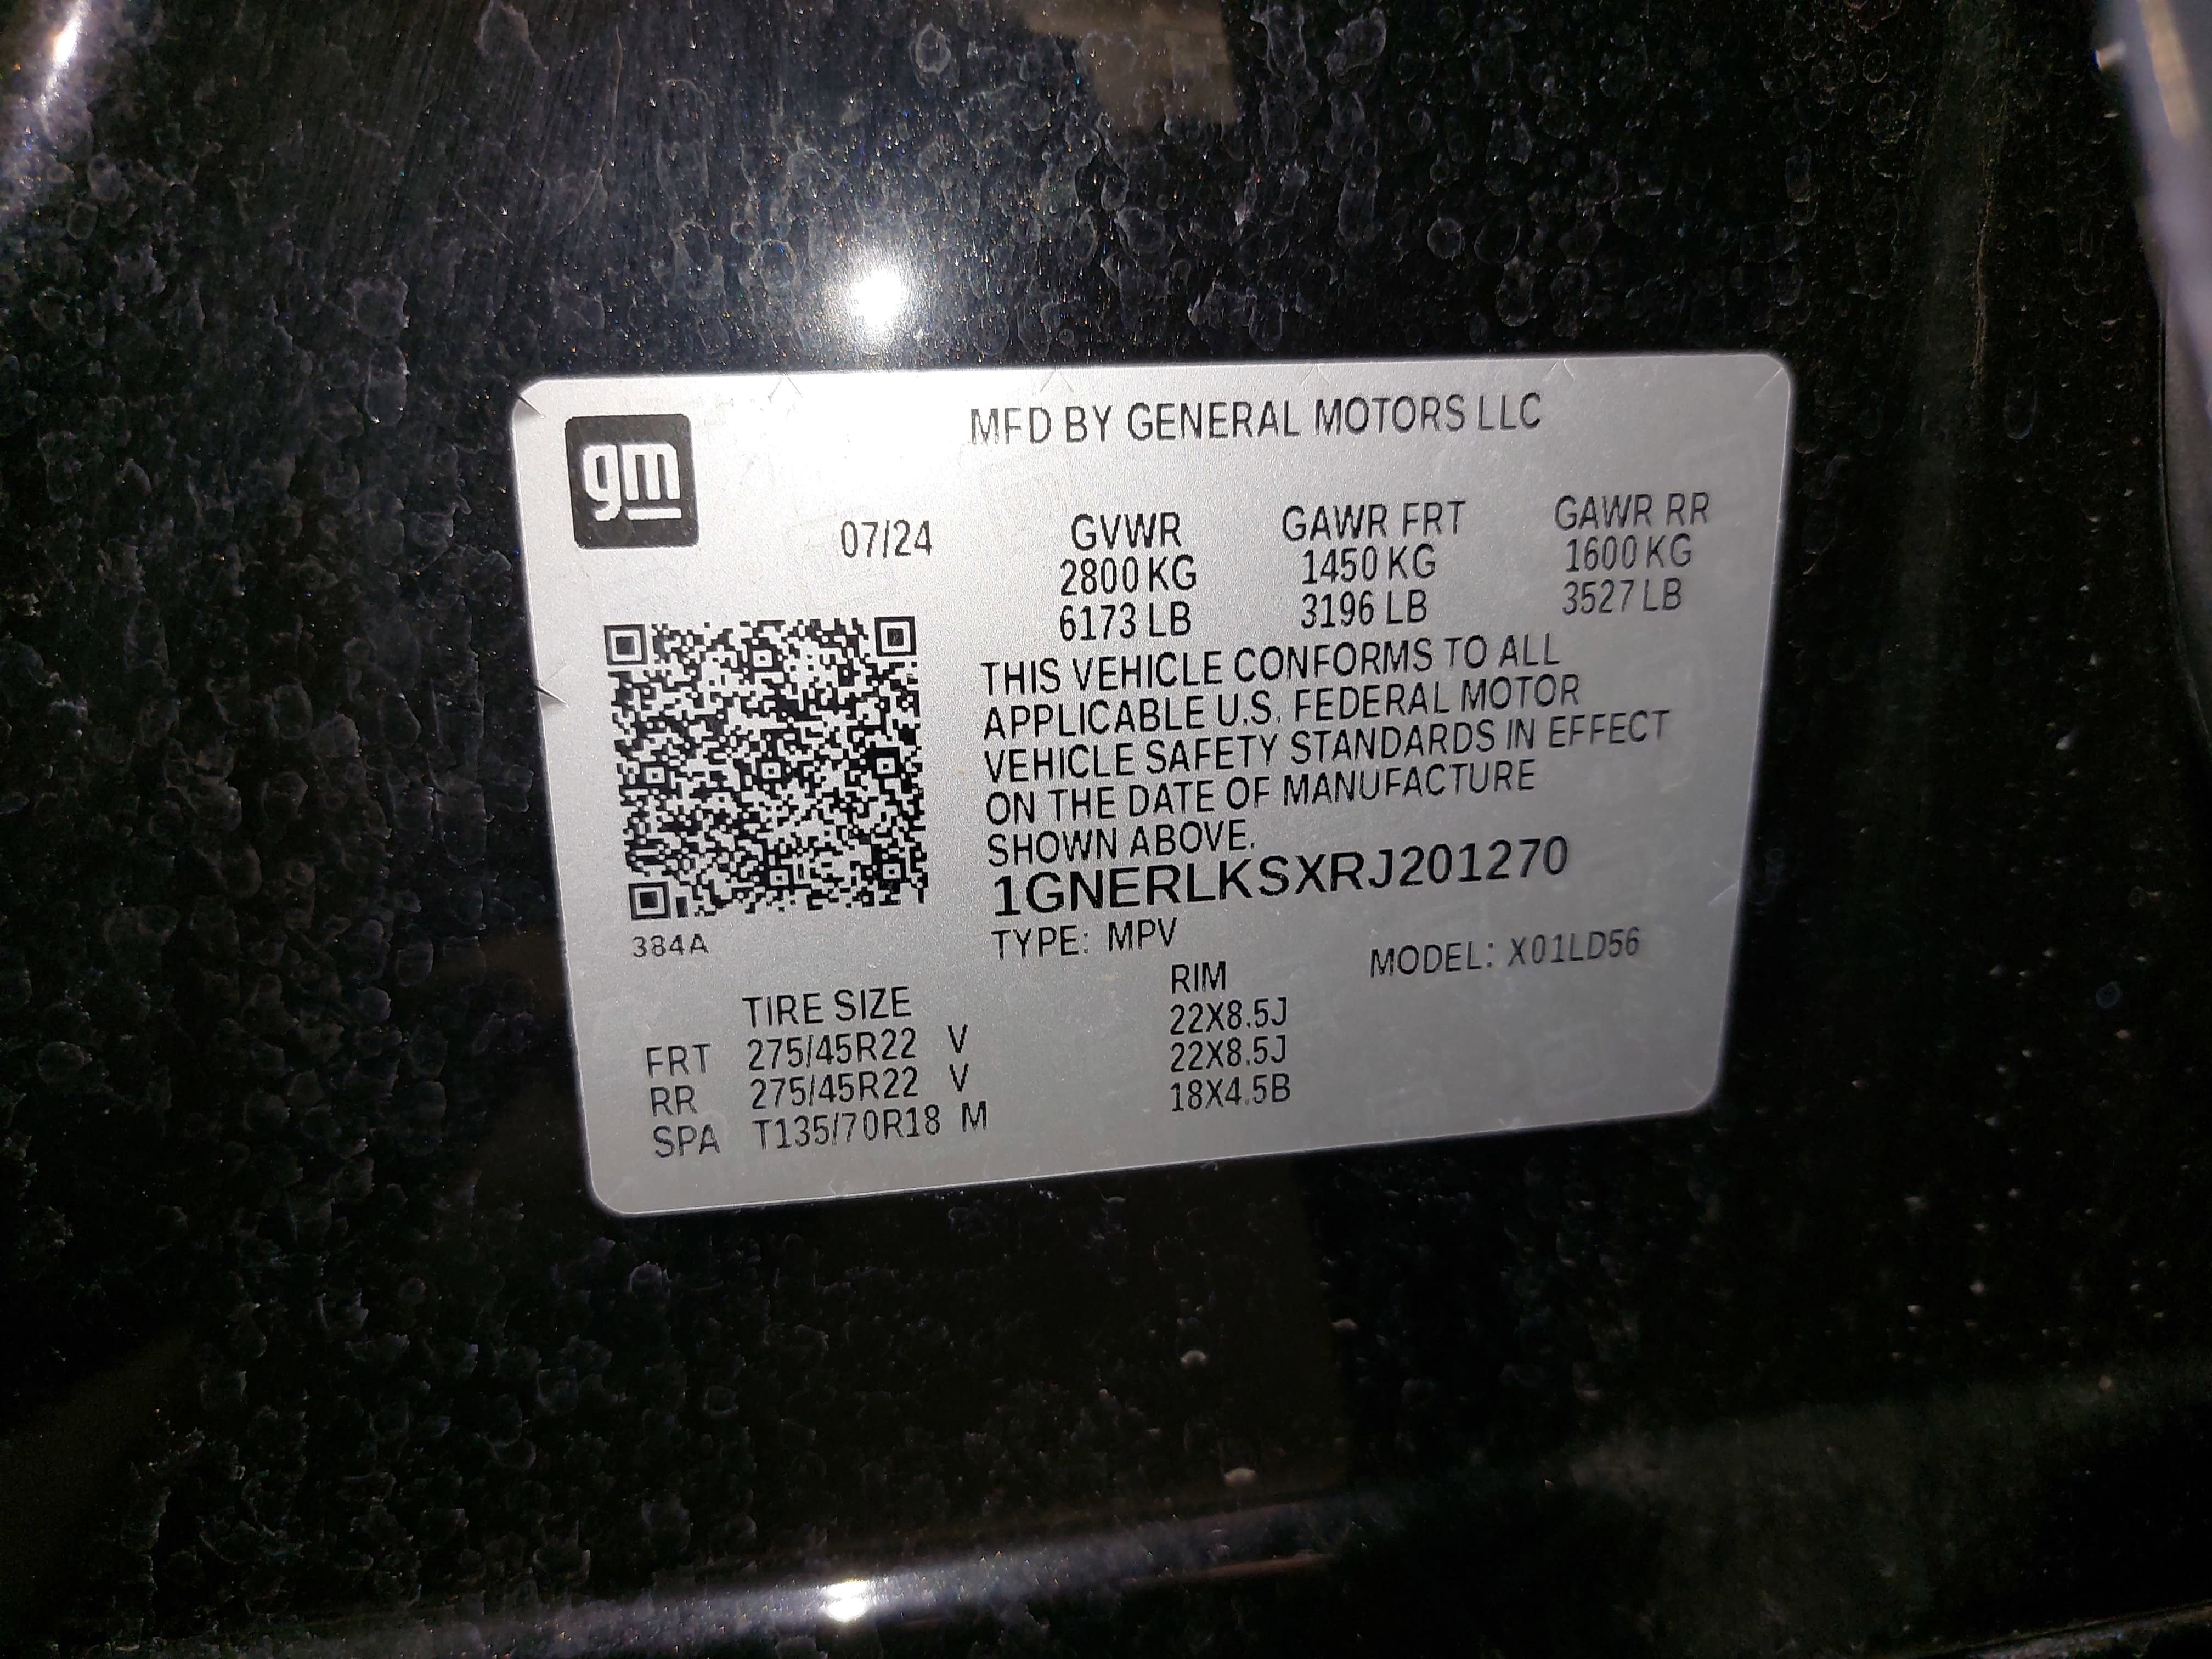 gm
MFD BY GENERAL MOTORS LLC
07/24 GVWR GAWR FRT GAWR RR
2800 KG 1450 KG 1600 KG
6173 LB 3196 LB 3527 LB
THIS VEHICLE CONFORMS TO ALL
APPLICABLE U.S. FEDERAL MOTOR
VEHICLE SAFETY STANDARDS IN EFFECT
ON THE DATE OF MANUFACTURE
SHOWN ABOVE.
1GNERLKSXRJ201270
384A TYPE: MPV MODEL: X01LD56
TIRE SIZE RIM
FRT 275/45R22 V 22X8.5J
RR 275/45R22 V 22X8.5J
SPA T135/70R18 M 18X4.5B